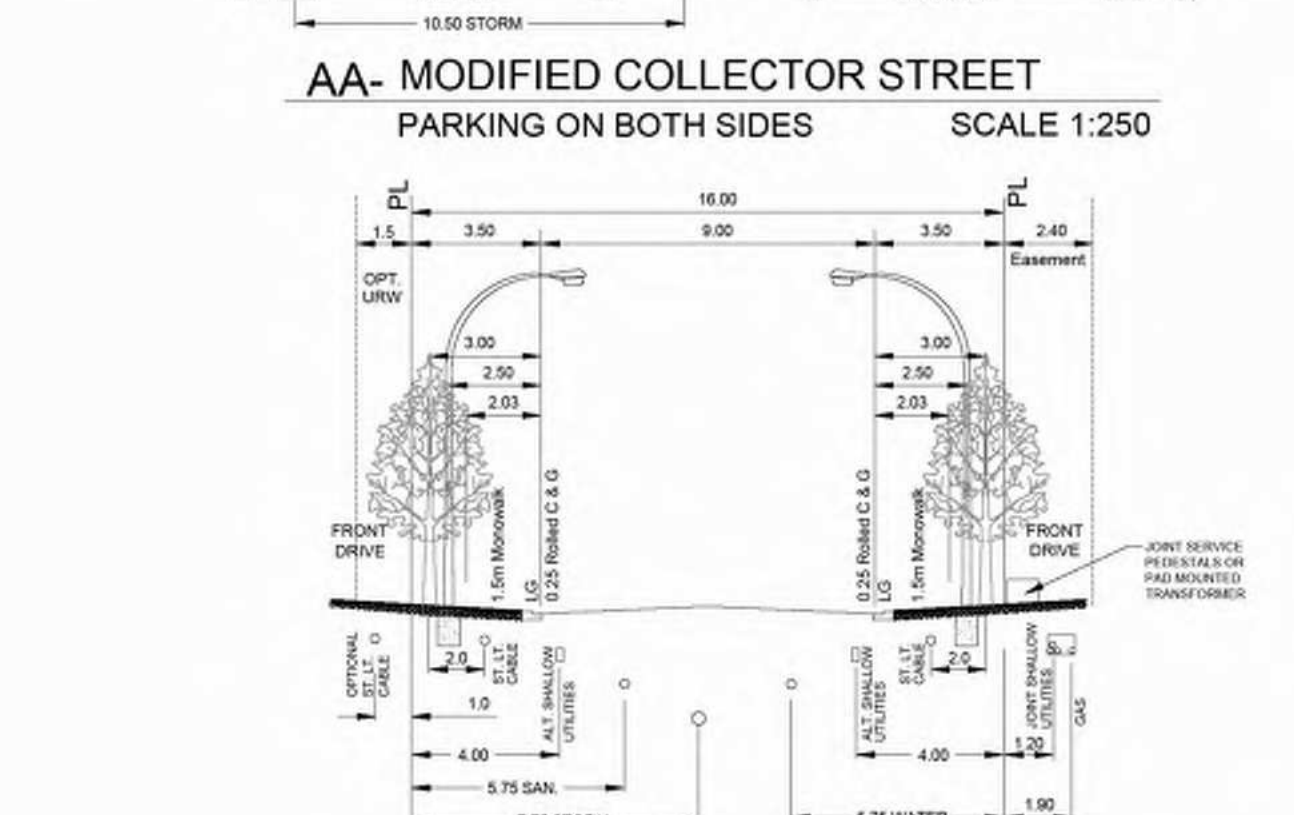 10.50 STORM
AA- MODIFIED COLLECTOR STREET
PARKING ON BOTH SIDES SCALE 1:250
PL PL
16.00
1.5 3.50 9.00 3.50 2.40
Easement
OPT.
URW
3.00 3.00
2.50 2.50
2.03 2.03
1.5m Monowalk
LG
0.25 Rolled C & G
0.25 Rolled C & G
LG
1.5m Monowalk
FRONT
DRIVE
FRONT
DRIVE
JOINT SERVICE
PEDESTALS OR
PAD MOUNTED
TRANSFORMER
OPTIONAL
ST. LT.
CABLE
2.0
ST. LT.
CABLE
ALT. SHALLOW
UTILITIES
ALT. SHALLOW
UTILITIES
ST. LT.
CABLE
2.0
JOINT SHALLOW
UTILITIES
GAS
1.0
4.00 4.00
5.75 SAN.
1.90
5.75 WATER